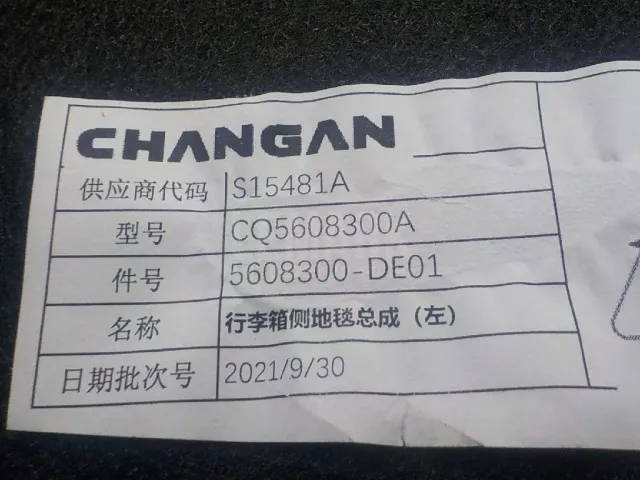 CHANGAN
供应商代码 S15481A
型号 CQ5608300A
件号 5608300-DE01
名称 行李箱侧地毯总成（左）
日期批次号 2021/9/30